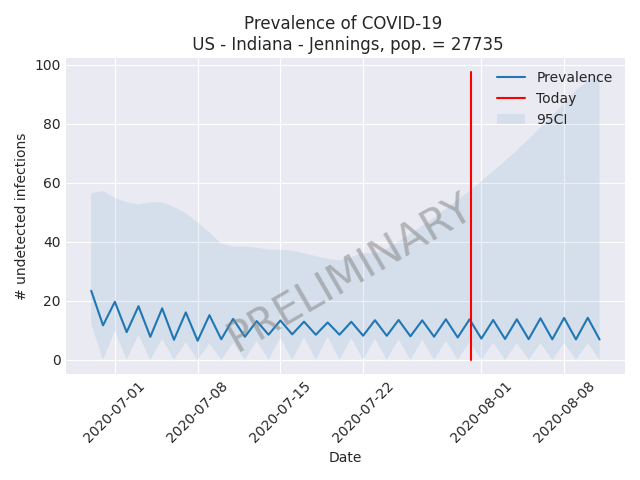 Prevalence of COVID-19
US - Indiana - Jennings, pop. = 27735
100
80
60
40
20
0
# undetected infections
Prevalence
Today
95CI
PRELIMINARY
2020-07-01
2020-07-08
2020-07-15
2020-07-22
2020-08-01
2020-08-08
Date